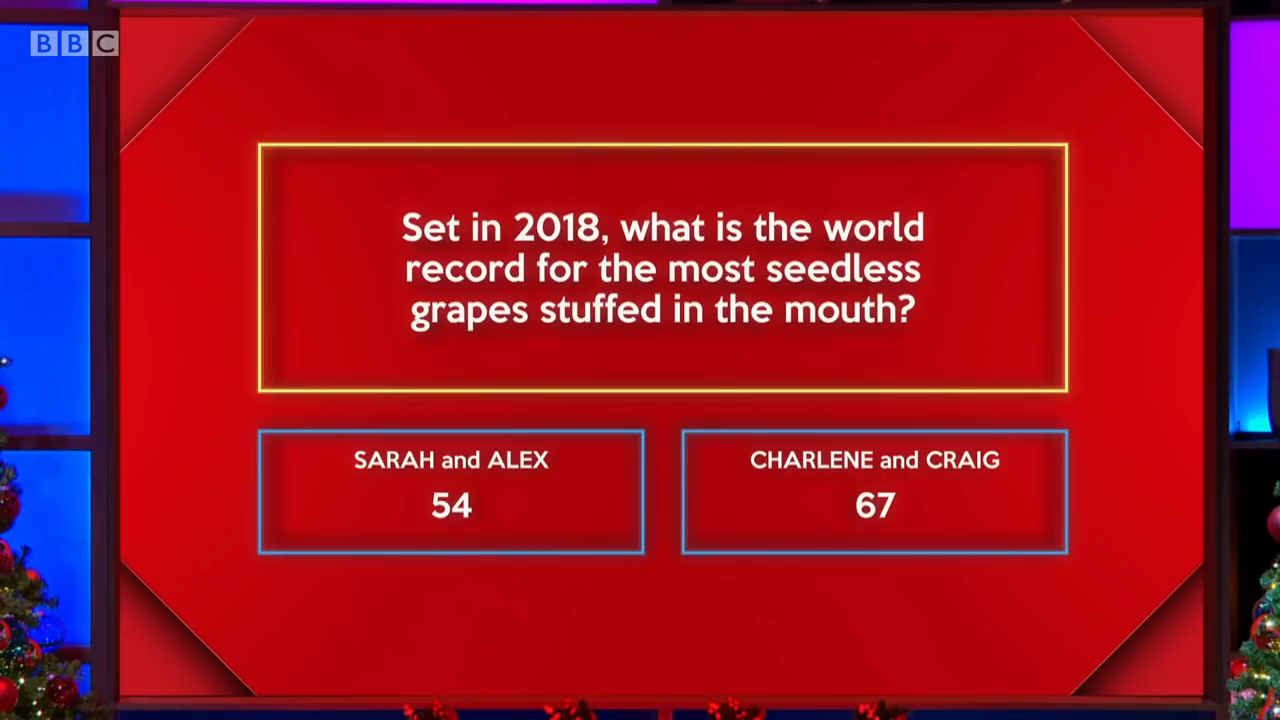 BBC
Set in 2018, what is the world
record for the most seedless
grapes stuffed in the mouth?
SARAH and ALEX
54
CHARLENE and CRAIG
67